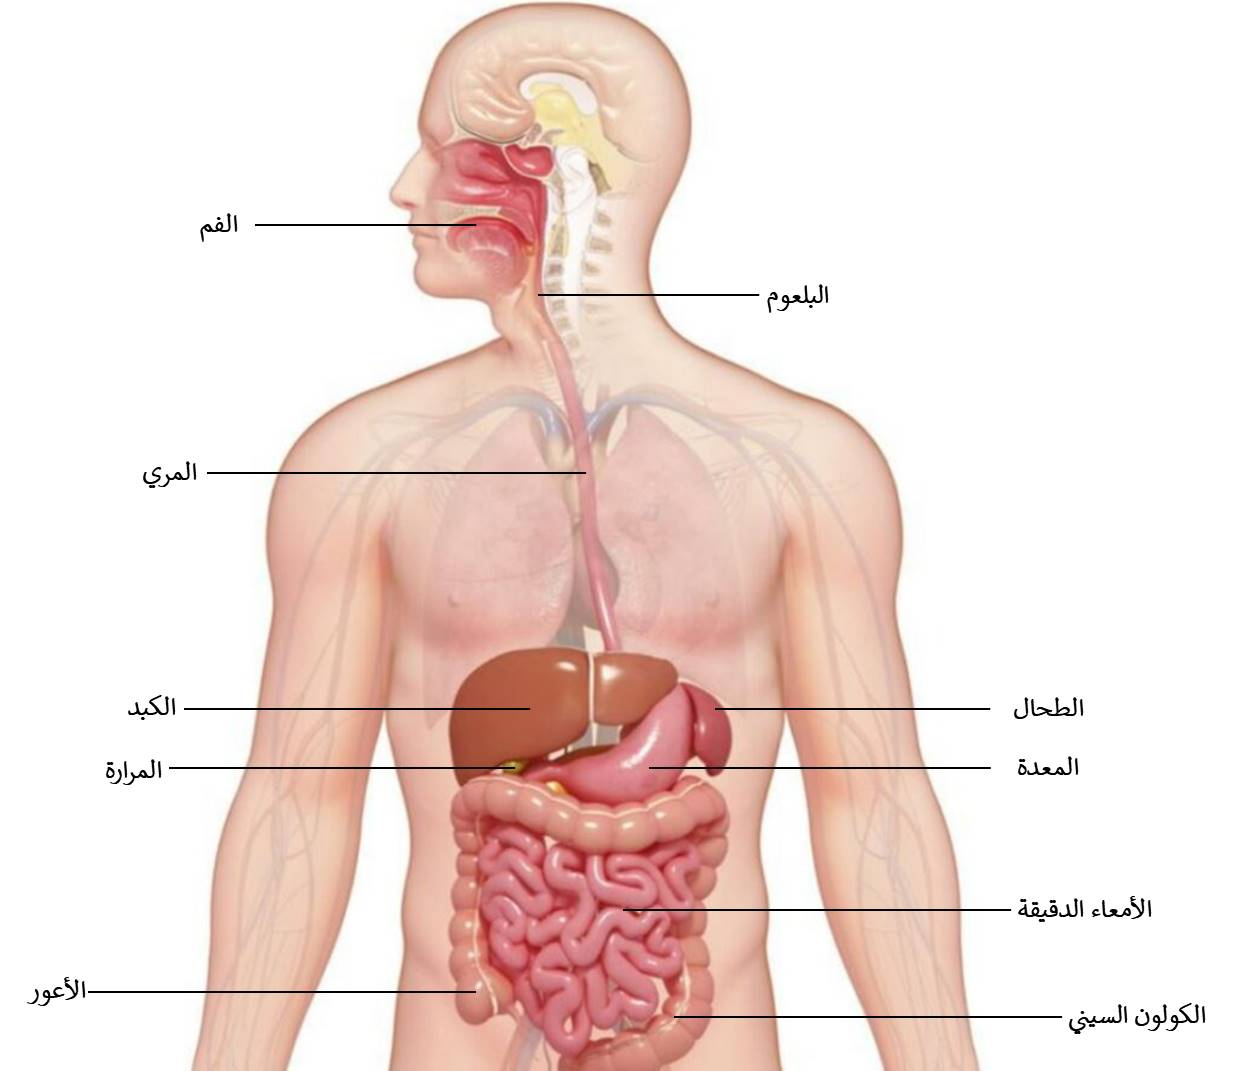 الفم
البلعوم
المري
الكبد
الطحال
المرارة
المعدة
الأمعاء الدقيقة
الأعور
الكولون السيني